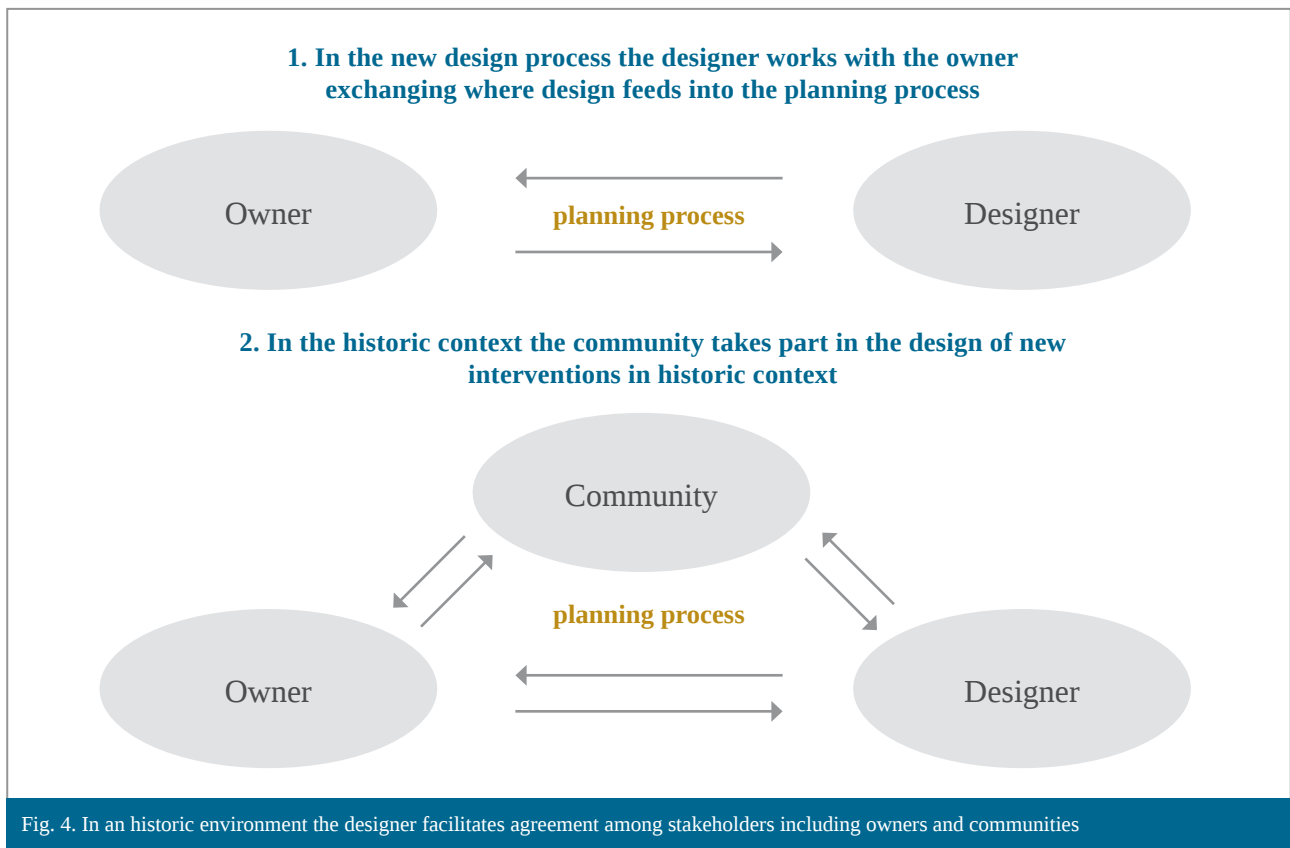 1. In the new design process the designer works with the owner
exchanging where design feeds into the planning process
Owner
planning process
Designer
2. In the historic context the community takes part in the design of new
interventions in historic context
Community
planning process
Owner
Designer
Fig. 4. In an historic environment the designer facilitates agreement among stakeholders including owners and communities